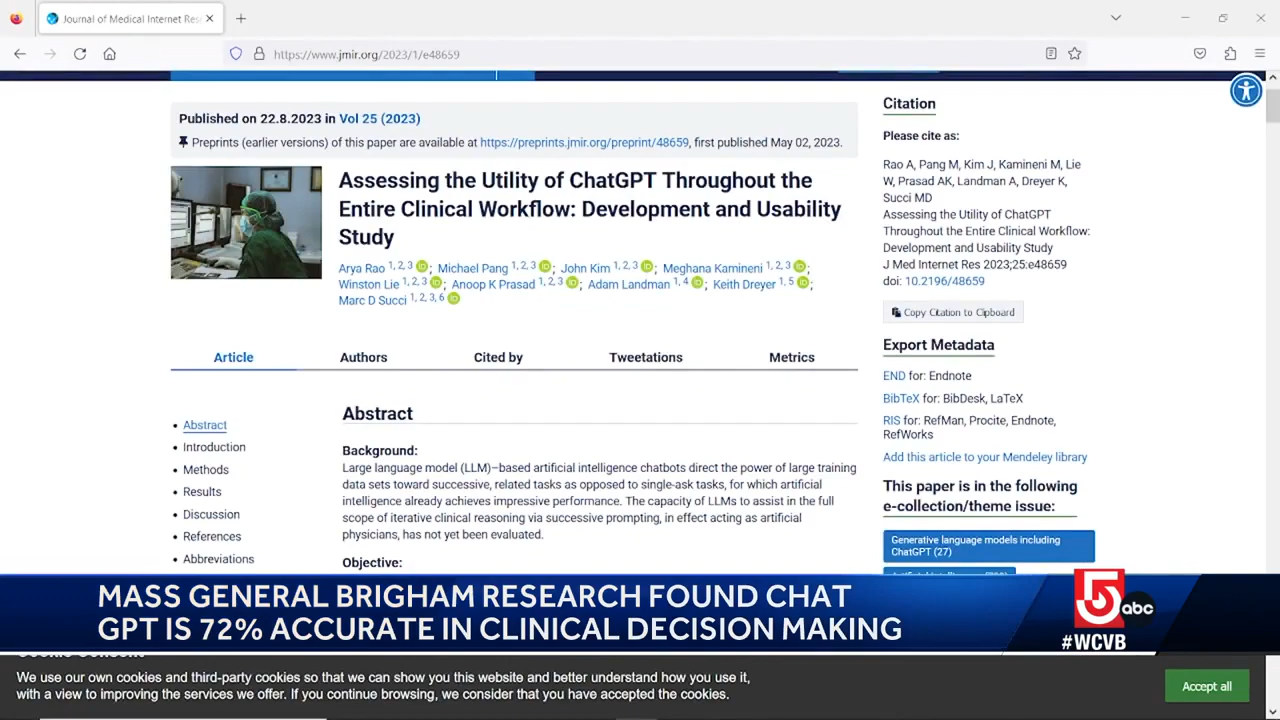 Journal of Medical Internet Res
https://www.jmir.org/2023/1/e48659
Published on 22.8.2023 in Vol 25 (2023)
Preprints (earlier versions) of this paper are available at https://preprints.jmir.org/preprint/48659, first published May 02, 2023.
Assessing the Utility of ChatGPT Throughout the
Entire Clinical Workflow: Development and Usability
Study
Arya Rao 1, 2, 3 iD; Michael Pang 1, 2, 3 iD; John Kim 1, 2, 3 iD; Meghana Kamineni 1, 2, 3 iD;
Winston Lie 1, 2, 3 iD; Anoop K Prasad 1, 2, 3 iD; Adam Landman 1, 4 iD; Keith Dreyer 1, 5 iD;
Marc D Succi 1, 2, 3, 6 iD
Article Authors Cited by Tweetations Metrics
• Abstract
• Introduction
• Methods
• Results
• Discussion
• References
• Abbreviations
Abstract
Background:
Large language model (LLM)–based artificial intelligence chatbots direct the power of large training
data sets toward successive, related tasks as opposed to single-ask tasks, for which artificial
intelligence already achieves impressive performance. The capacity of LLMs to assist in the full
scope of iterative clinical reasoning via successive prompting, in effect acting as artificial
physicians, has not yet been evaluated.
Objective:
Citation
Please cite as:
Rao A, Pang M, Kim J, Kamineni M, Lie
W, Prasad AK, Landman A, Dreyer K,
Succi MD
Assessing the Utility of ChatGPT
Throughout the Entire Clinical Workflow:
Development and Usability Study
J Med Internet Res 2023;25:e48659
doi: 10.2196/48659
Copy Citation to Clipboard
Export Metadata
END for: Endnote
BibTeX for: BibDesk, LaTeX
RIS for: RefMan, Procite, Endnote,
RefWorks
Add this article to your Mendeley library
This paper is in the following
e-collection/theme issue:
Generative language models including
ChatGPT (27)
MASS GENERAL BRIGHAM RESEARCH FOUND CHAT
GPT IS 72% ACCURATE IN CLINICAL DECISION MAKING
5 abc
#WCVB
Cookie Consent
We use our own cookies and third-party cookies so that we can show you this website and better understand how you use it,
with a view to improving the services we offer. If you continue browsing, we consider that you have accepted the cookies.
Accept all